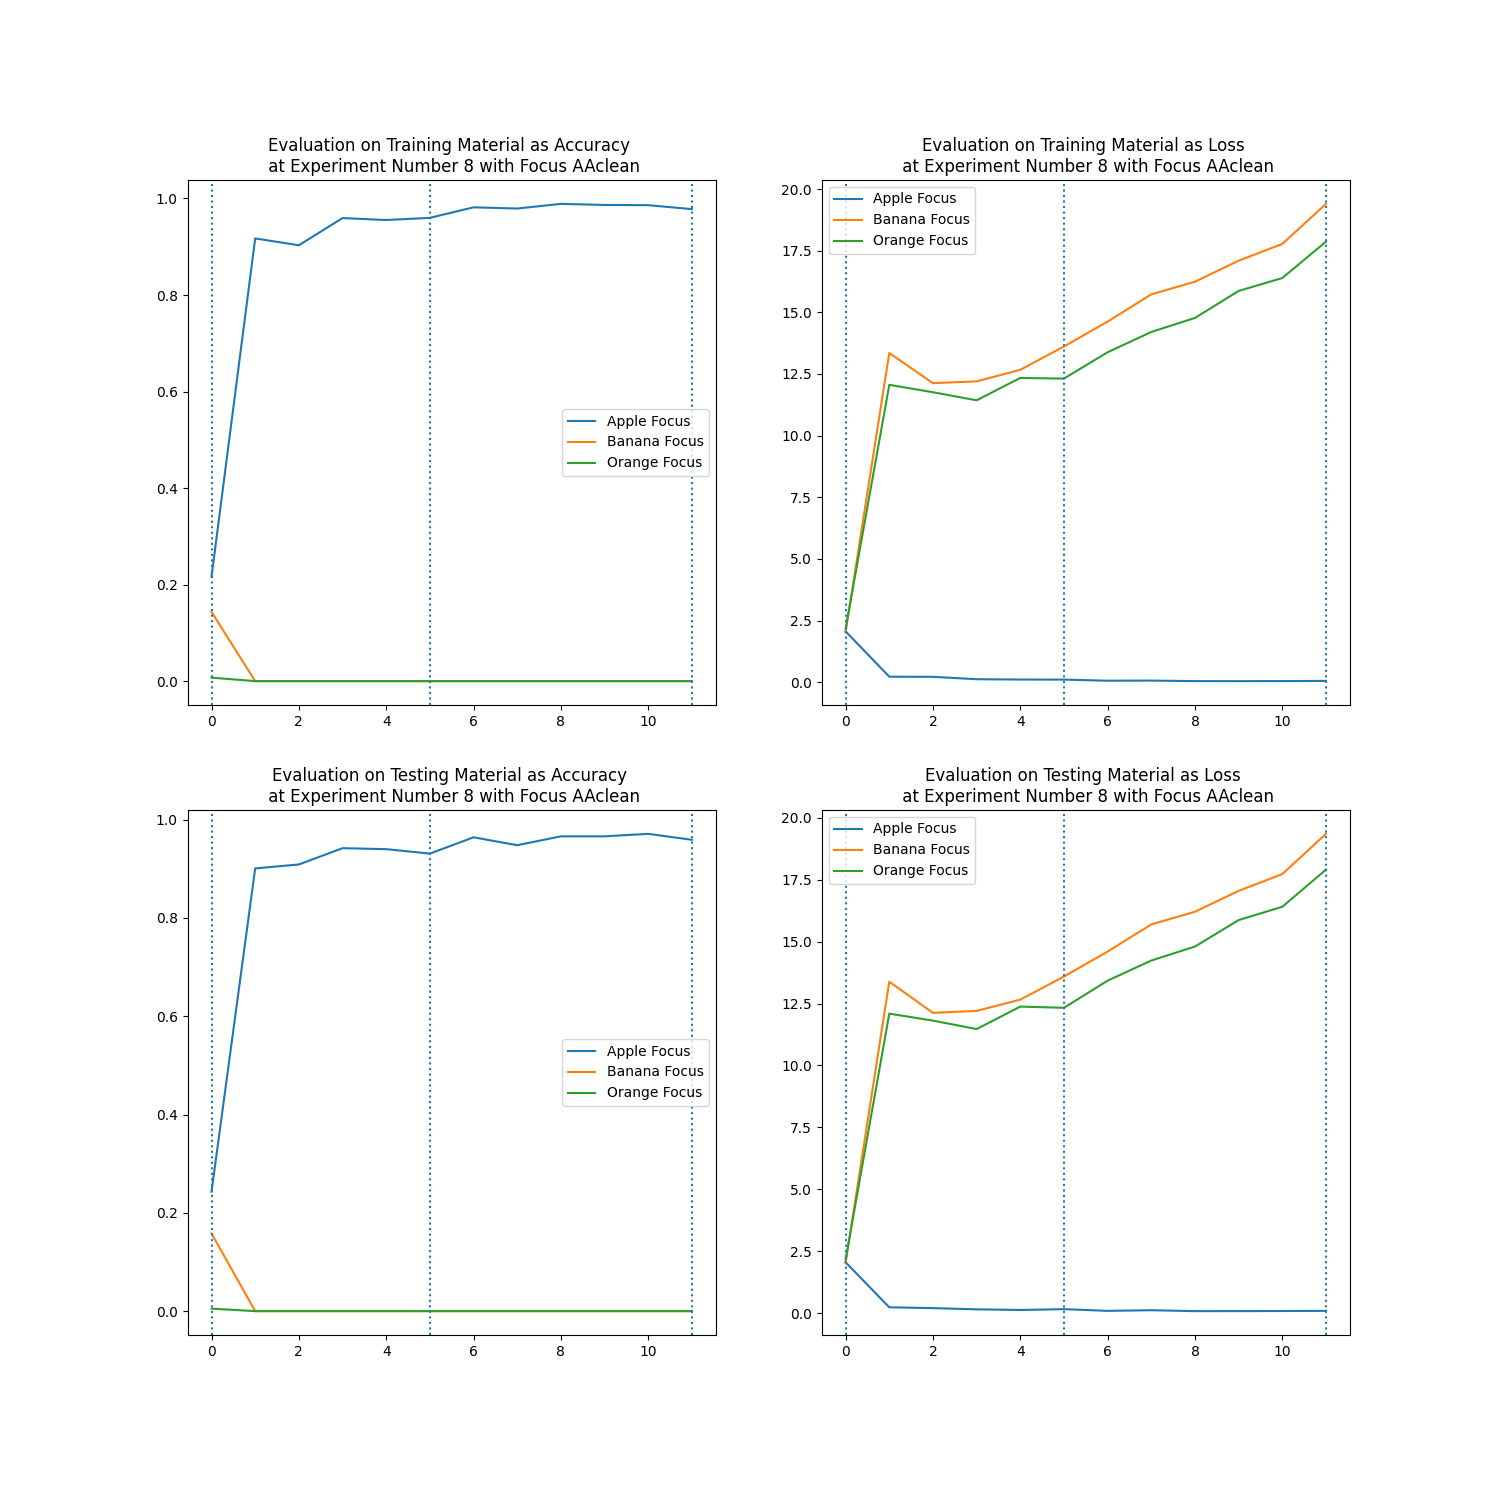 Evaluation on Training Material as Accuracy
at Experiment Number 8 with Focus AAclean
1.0
0.8
0.6
0.4
0.2
0.0
Apple Focus
Banana Focus
Orange Focus
0 2 4 6 8 10
Evaluation on Training Material as Loss
at Experiment Number 8 with Focus AAclean
20.0
17.5
15.0
12.5
10.0
7.5
5.0
2.5
0.0
Apple Focus
Banana Focus
Orange Focus
0 2 4 6 8 10
Evaluation on Testing Material as Accuracy
at Experiment Number 8 with Focus AAclean
1.0
0.8
0.6
0.4
0.2
0.0
Apple Focus
Banana Focus
Orange Focus
0 2 4 6 8 10
Evaluation on Testing Material as Loss
at Experiment Number 8 with Focus AAclean
20.0
17.5
15.0
12.5
10.0
7.5
5.0
2.5
0.0
Apple Focus
Banana Focus
Orange Focus
0 2 4 6 8 10